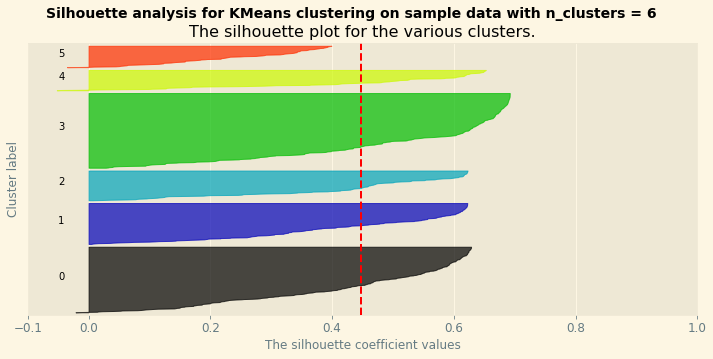 Silhouette analysis for KMeans clustering on sample data with n_clusters = 6
The silhouette plot for the various clusters.
5
4
3
2
1
0
Cluster label
−0.1 0.0 0.2 0.4 0.6 0.8 1.0
The silhouette coefficient values